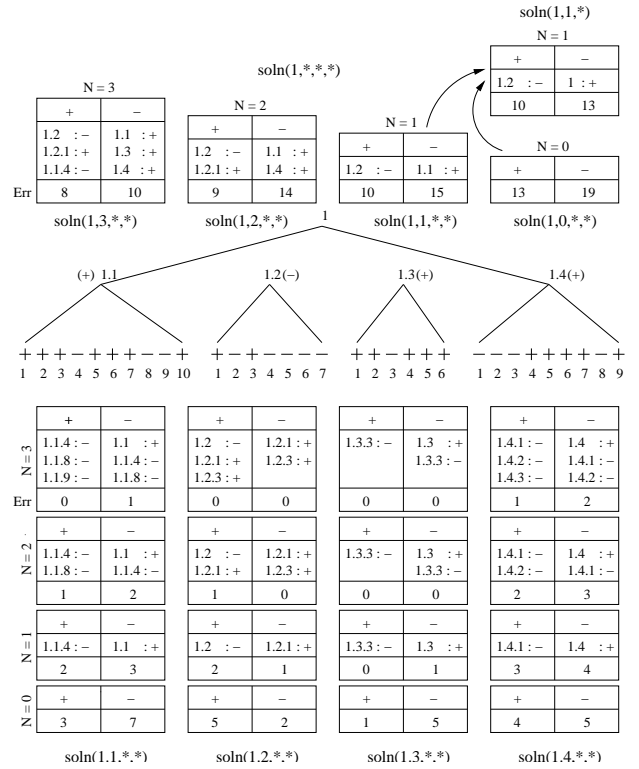 soln(1,1,*)
N = 1
+ −
1.2 : − 1 : +
10 13
soln(1,*,*,*)
N = 3
+ −
1.2 : − 1.1 : +
1.2.1 : + 1.3 : +
1.1.4 : − 1.4 : +
Err 8 10
soln(1,3,*,*)
N = 2
+ −
1.2 : − 1.1 : +
1.2.1 : + 1.4 : +
9 14
soln(1,2,*,*)
N = 1
+ −
1.2 : − 1.1 : +
10 15
soln(1,1,*,*)
N = 0
+ −
13 19
soln(1,0,*,*)
1
(+) 1.1 1.2(−) 1.3(+) 1.4(+)
+ + + − + + + − − + + − − − − − − + + − + + + + − − − + + + + + −
1 2 3 4 5 6 7 8 9 10 1 2 3 4 5 6 7 1 2 3 4 5 6 1 2 3 4 5 6 7 8 9
N = 3
+ − + − + − + −
1.1.4 : − 1.1 : + 1.2 : − 1.2.1 : + 1.3.3 : − 1.3 : + 1.4.1 : − 1.4 : +
1.1.8 : − 1.1.4 : − 1.2.1 : + 1.2.3 : + 1.3.3 : − 1.4.2 : − 1.4.1 : −
1.1.9 : − 1.1.8 : − 1.2.3 : + 1.4.3 : − 1.4.2 : −
Err 0 1 0 0 0 0 1 2
N = 2
+ − + − + − + −
1.1.4 : − 1.1 : + 1.2 : − 1.2.1 : + 1.3.3 : − 1.3 : + 1.4.1 : − 1.4 : +
1.1.8 : − 1.1.4 : − 1.2.1 : + 1.2.3 : + 1.3.3 : − 1.4.2 : − 1.4.1 : −
1 2 1 0 0 0 2 3
N = 1
+ − + − + − + −
1.1.4 : − 1.1 : + 1.2 : − 1.2.1 : + 1.3.3 : − 1.3 : + 1.4.1 : − 1.4 : +
2 3 2 1 0 1 3 4
N = 0
+ − + − + − + −
3 7 5 2 1 5 4 5
soln(1,1,*,*) soln(1,2,*,*) soln(1,3,*,*) soln(1,4,*,*)